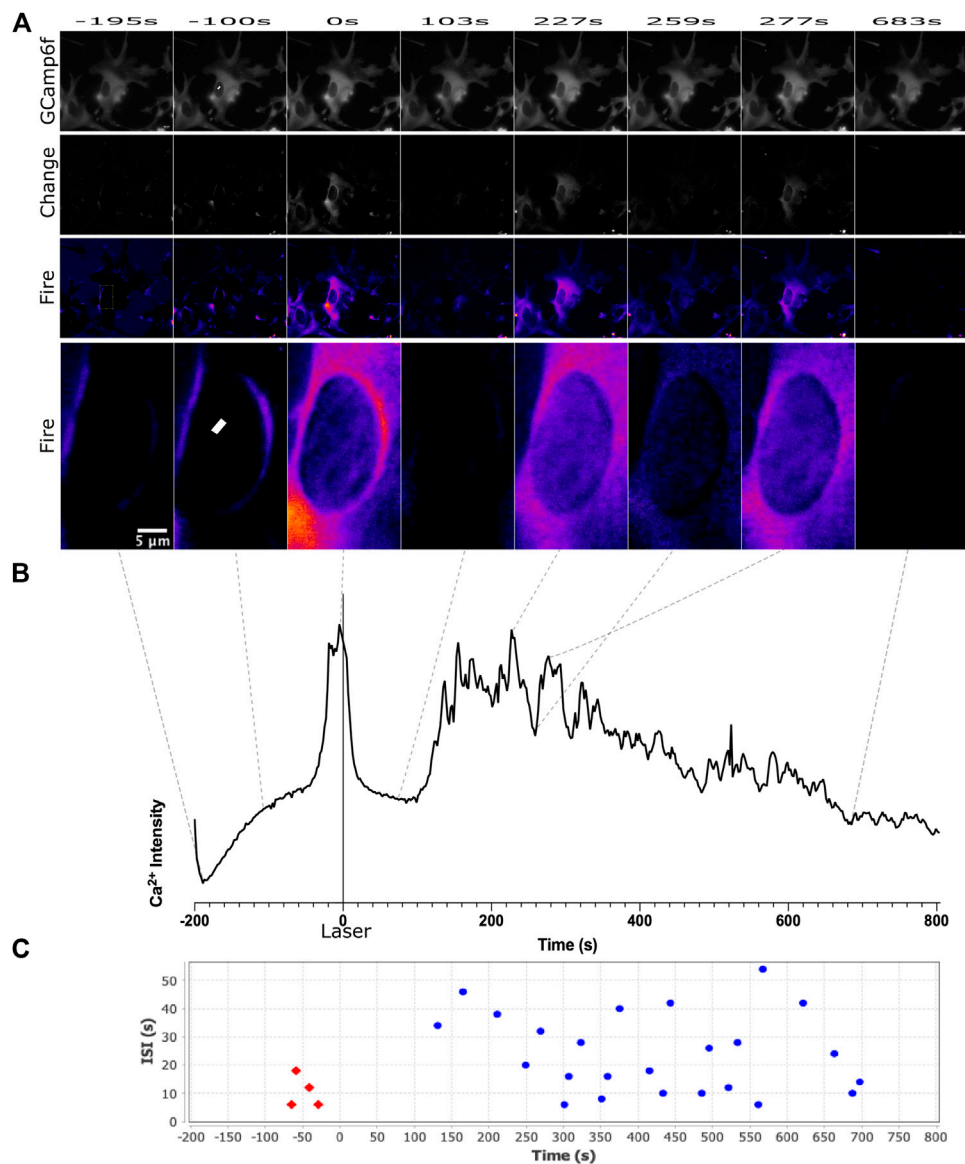 A
-195s -100s 0s 103s 227s 259s 277s 683s
GCamp6f
Change
Fire
Fire
5 µm
B
Ca2+ Intensity
-200 0 200 400 600 800
Laser
Time (s)
C
ISI (s)
50
40
30
20
10
0
-200 -150 -100 -50 0 50 100 150 200 250 300 350 400 450 500 550 600 650 700 750 800
Time (s)